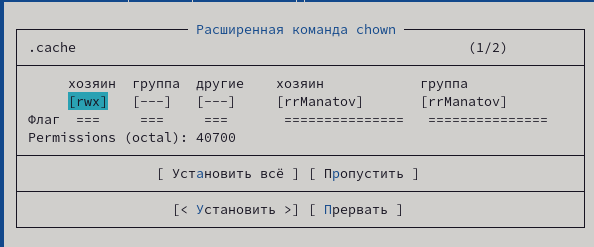 Расширенная команда chown
.cache (1/2)
хозяин группа другие хозяин группа
[rwx] [---] [---] [rrManatov] [rrManatov]
Флаг === === === =============== ===============
Permissions (octal): 40700
[ Установить всё ] [ Пропустить ]
[< Установить >] [ Прервать ]